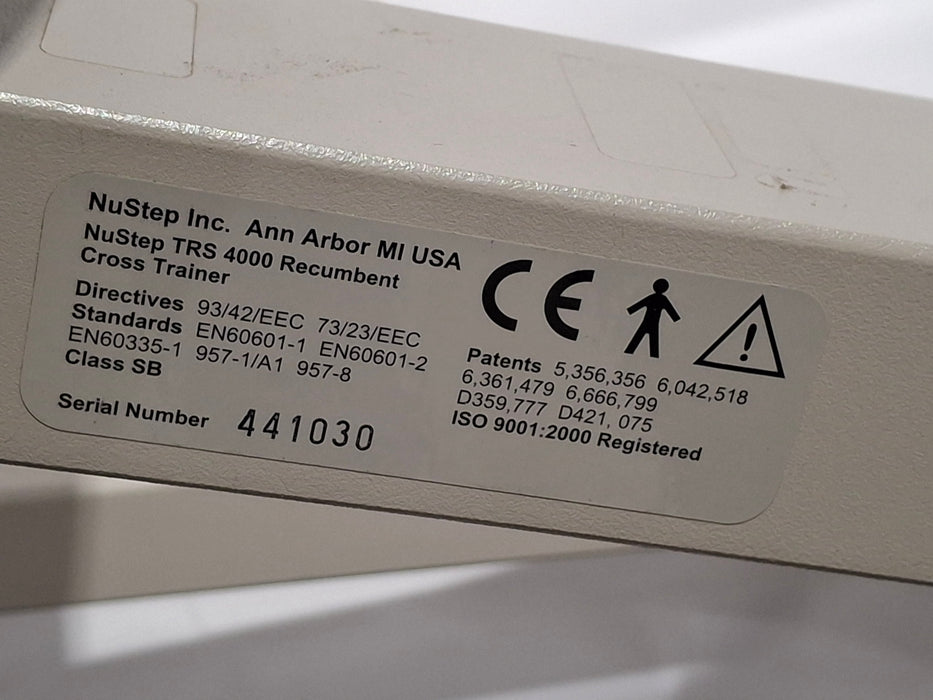 NuStep Inc. Ann Arbor MI USA
NuStep TRS 4000 Recumbent
Cross Trainer
Directives 93/42/EEC 73/23/EEC
Standards EN60601-1 EN60601-2
EN60335-1 957-1/A1 957-8
Class SB
Serial Number 441030
CE
Patents 5,356,356 6,042,518
6,361,479 6,666,799
D359,777 D421, 075
ISO 9001:2000 Registered